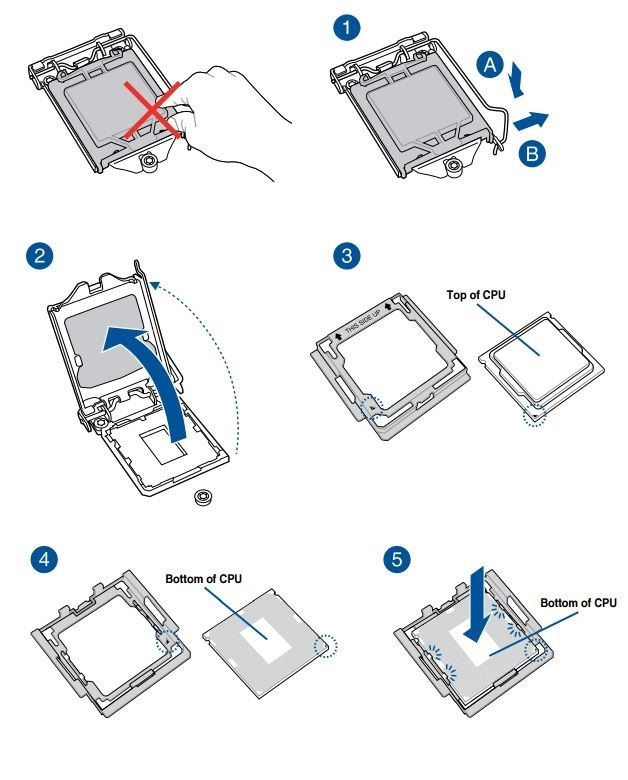 1
A
B
2
3
THIS SIDE UP
Top of CPU
4
Bottom of CPU
5
Bottom of CPU